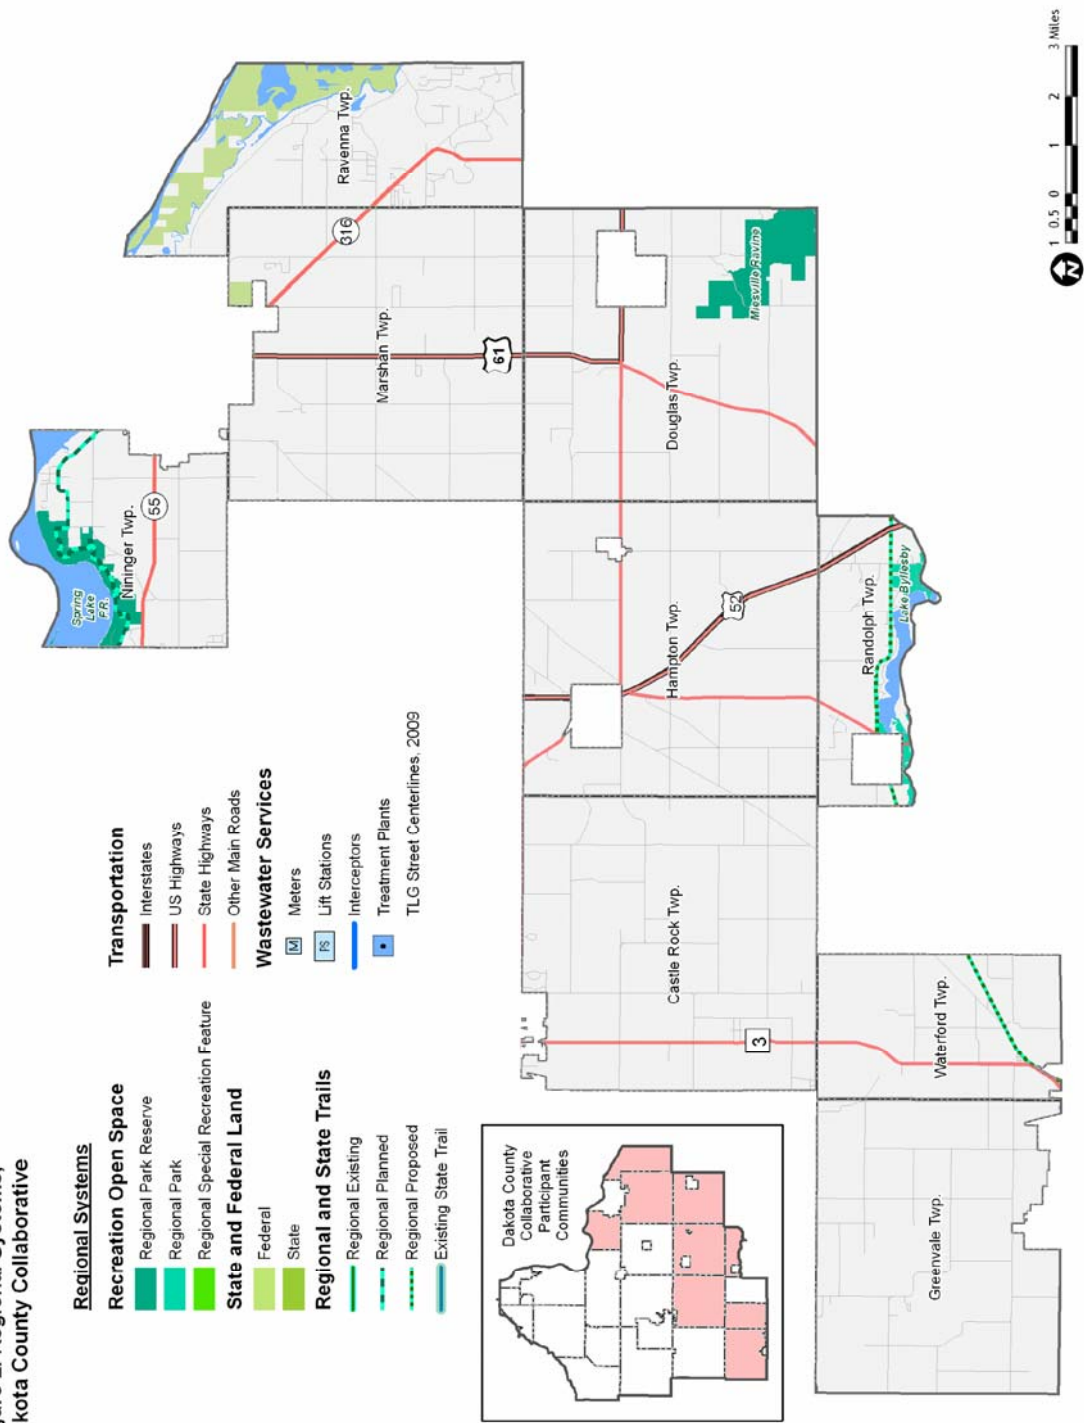 kota County Collaborative
Regional Systems
Recreation Open Space
Regional Park Reserve
Regional Park
Regional Special Recreation Feature
State and Federal Land
Federal
State
Regional and State Trails
Regional Existing
Regional Planned
Regional Proposed
Existing State Trail
Transportation
Interstates
US Highways
State Highways
Other Main Roads
Wastewater Services
M Meters
PS Lift Stations
Interceptors
Treatment Plants
TLG Street Centerlines, 2009
Dakota County
Collaborative
Participant
Communities
Spring
Lake
P.R.
Nininger Twp.
55
Ravenna Twp.
316
Marshan Twp.
61
Douglas Twp.
Miesville Ravine
Hampton Twp.
52
Randolph Twp.
Lake Byllesby
Castle Rock Twp.
3
Waterford Twp.
Greenvale Twp.
N
1 0.5 0 1 2 3 Miles